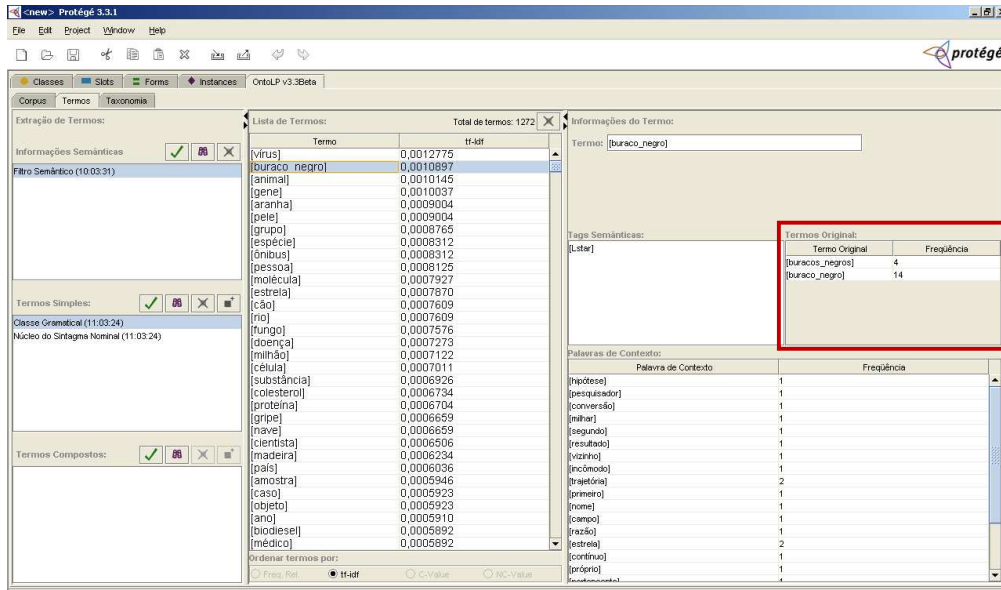 <new> Protégé 3.3.1
File Edit Project Window Help
protégé
Classes Slots Forms Instances OntoLP v3.3Beta
Corpus Termos Taxonomia
Extração de Termos:
Informações Semânticas
Filtro Semântico (10:03:31)
Termos Simples:
Classe Gramatical (11:03:24)
Núcleo do Sintagma Nominal (11:03:24)
Termos Compostos:
Lista de Termos: Total de termos: 1272
Termo tf-idf
[vírus] 0,0012775
[buraco_negro] 0,0010897
[animal] 0,0010145
[gene] 0,0010037
[aranha] 0,0009004
[pele] 0,0009004
[grupo] 0,0008765
[espécie] 0,0008312
[ônibus] 0,0008312
[pessoa] 0,0008125
[molécula] 0,0007927
[estrela] 0,0007870
[cão] 0,0007609
[rio] 0,0007609
[fungo] 0,0007576
[doença] 0,0007273
[milhão] 0,0007122
[célula] 0,0007011
[substância] 0,0006926
[colesterol] 0,0006734
[proteína] 0,0006704
[gripe] 0,0006659
[nave] 0,0006659
[cientista] 0,0006506
[madeira] 0,0006234
[país] 0,0006036
[amostra] 0,0005946
[caso] 0,0005923
[objeto] 0,0005923
[ano] 0,0005910
[biodiesel] 0,0005892
[médico] 0,0005892
Ordenar termos por:
Freq. Rel. tf-idf C-Value NC-Value
Informações do Termo:
Termo: [buraco_negro]
Tags Semânticas:
[Lstar]
Termos Original:
Termo Original Freqüência
[buracos_negros] 4
[buraco_negro] 14
Palavras de Contexto:
Palavra de Contexto Freqüência
[hipótese] 1
[pesquisador] 1
[conversão] 1
[milhar] 1
[segundo] 1
[resultado] 1
[vizinho] 1
[incômodo] 1
[trajetória] 2
[primeiro] 1
[nome] 1
[campo] 1
[razão] 1
[estrela] 2
[contínuo] 1
[próprio] 1